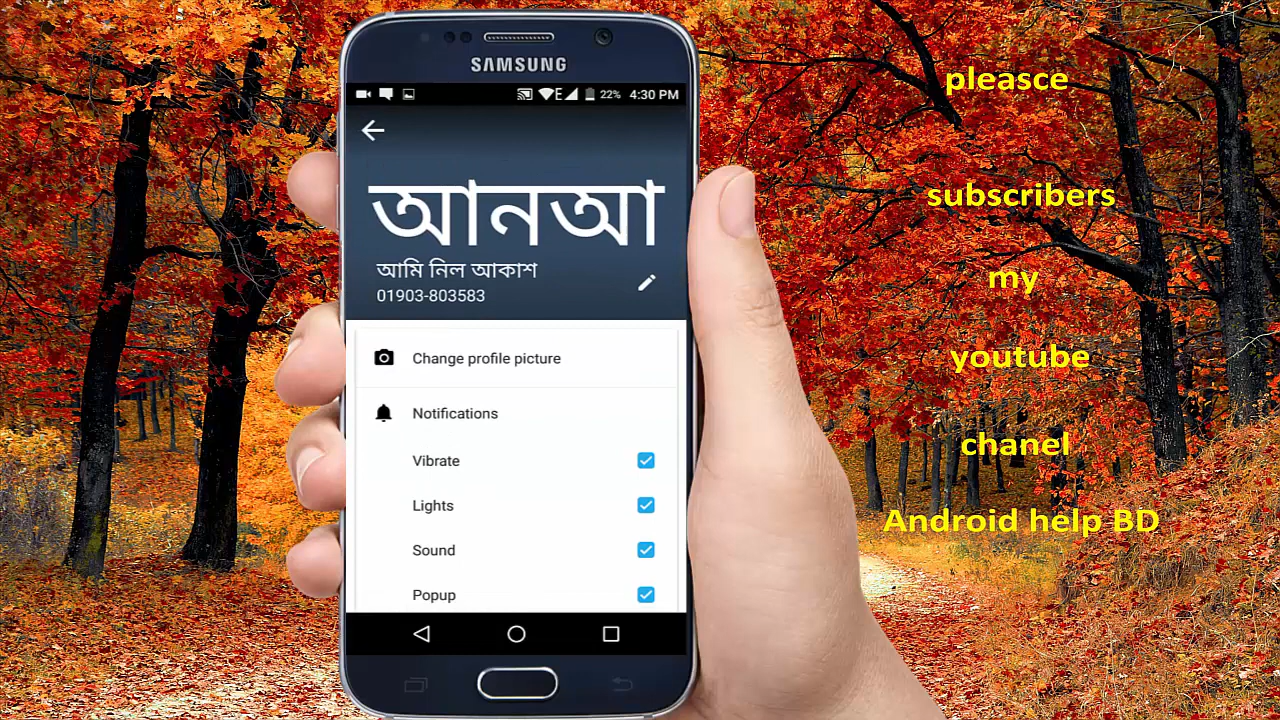 SAMSUNG
22% 4:30 PM
আনআ
আমি নিল আকাশ
01903-803583
Change profile picture
Notifications
Vibrate
Lights
Sound
Popup
pleasce
subscribers
my
youtube
chanel
Android help BD